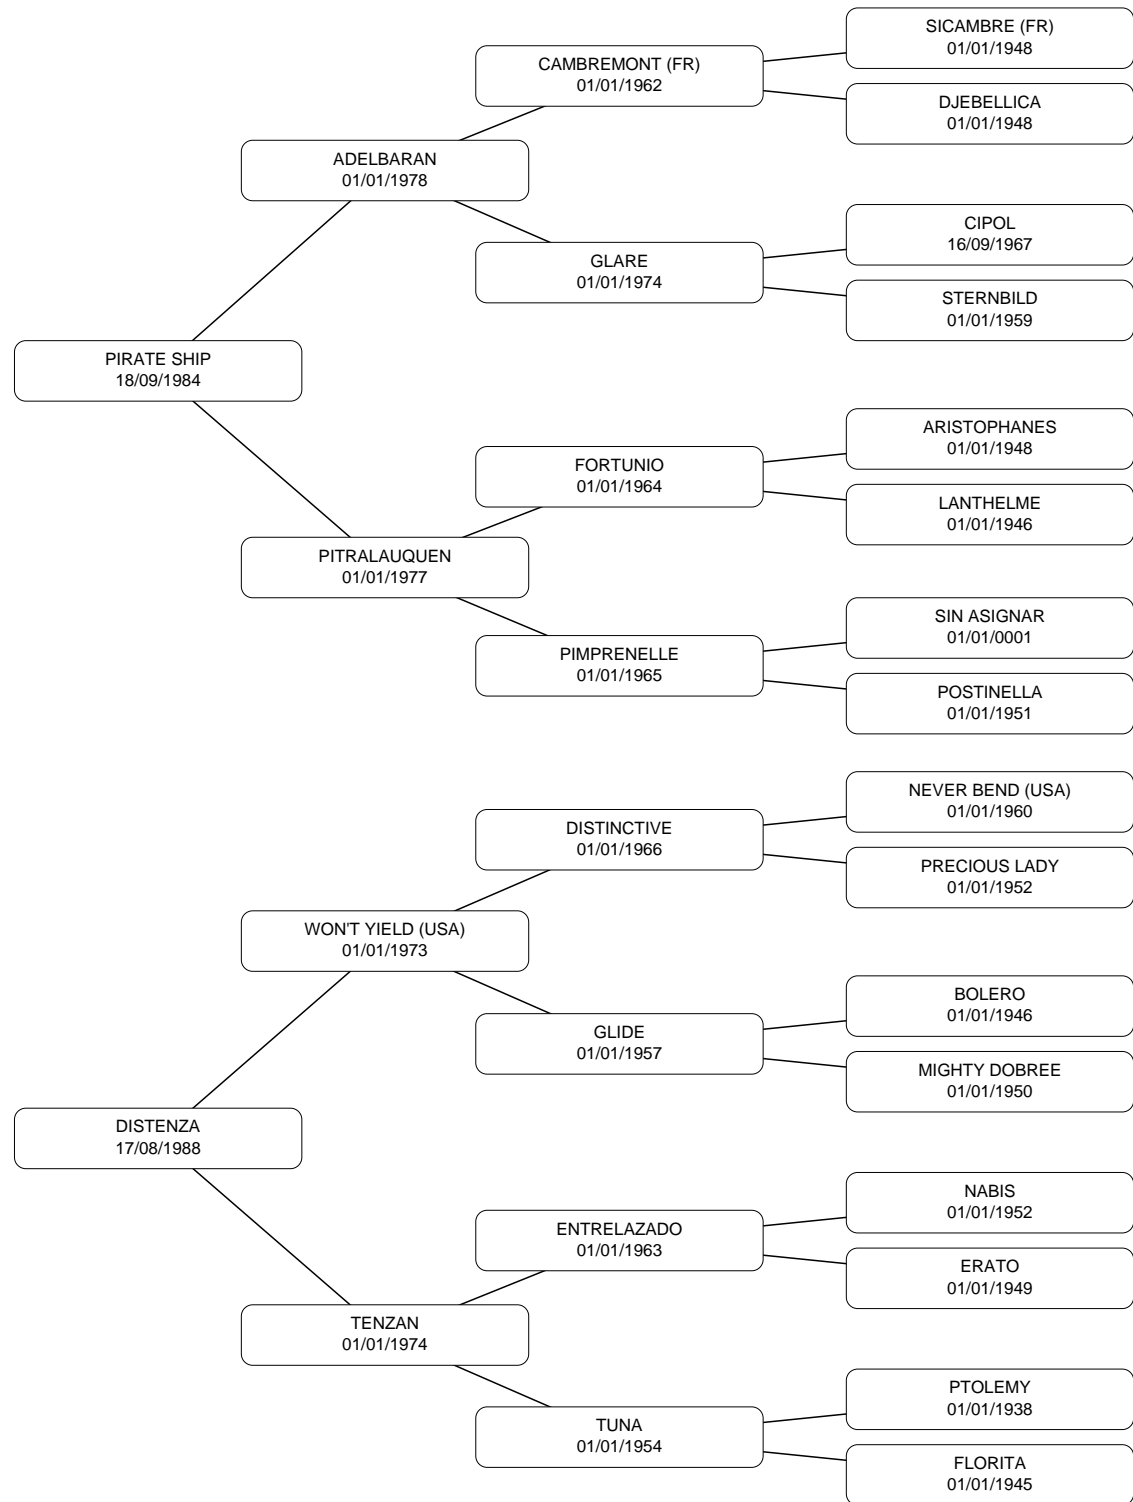 SICAMBRE (FR)
01/01/1948
CAMBREMONT (FR)
01/01/1962
DJEBELLICA
01/01/1948
ADELBARAN
01/01/1978
CIPOL
16/09/1967
GLARE
01/01/1974
STERNBILD
01/01/1959
PIRATE SHIP
18/09/1984
ARISTOPHANES
01/01/1948
FORTUNIO
01/01/1964
LANTHELME
01/01/1946
PITRALAUQUEN
01/01/1977
SIN ASIGNAR
01/01/0001
PIMPRENELLE
01/01/1965
POSTINELLA
01/01/1951
NEVER BEND (USA)
01/01/1960
DISTINCTIVE
01/01/1966
PRECIOUS LADY
01/01/1952
WON'T YIELD (USA)
01/01/1973
BOLERO
01/01/1946
GLIDE
01/01/1957
MIGHTY DOBREE
01/01/1950
DISTENZA
17/08/1988
NABIS
01/01/1952
ENTRELAZADO
01/01/1963
ERATO
01/01/1949
TENZAN
01/01/1974
PTOLEMY
01/01/1938
TUNA
01/01/1954
FLORITA
01/01/1945